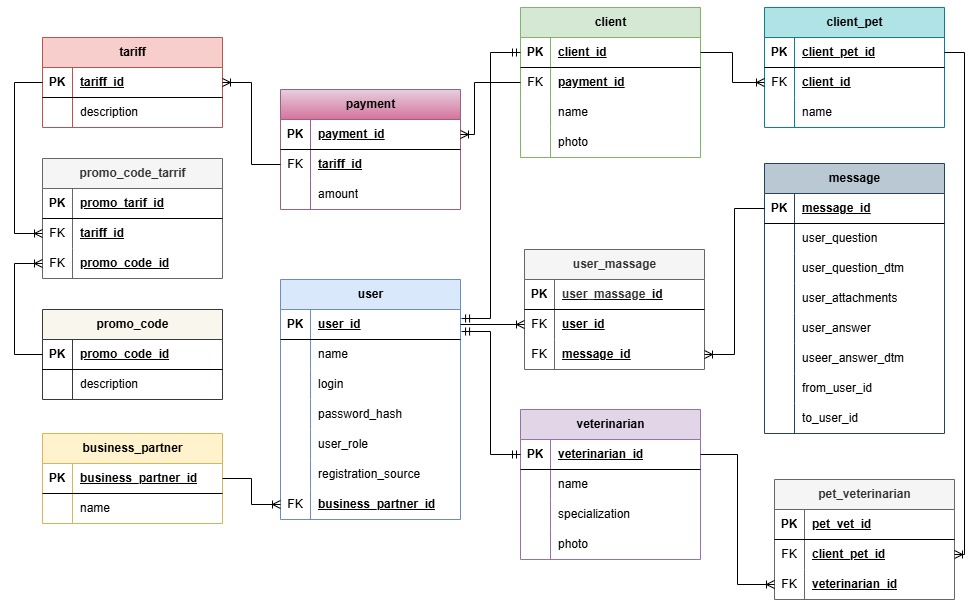 tariff
PK tariff_id
description
promo_code_tarrif
PK promo_tarif_id
FK tariff_id
FK promo_code_id
promo_code
PK promo_code_id
description
business_partner
PK business_partner_id
name
payment
PK payment_id
FK tariff_id
amount
user
PK user_id
name
login
password_hash
user_role
registration_source
FK business_partner_id
client
PK client_id
FK payment_id
name
photo
user_massage
PK user_massage_id
FK user_id
FK message_id
veterinarian
PK veterinarian_id
name
specialization
photo
client_pet
PK client_pet_id
FK client_id
name
message
PK message_id
user_question
user_question_dtm
user_attachments
user_answer
useer_answer_dtm
from_user_id
to_user_id
pet_veterinarian
PK pet_vet_id
FK client_pet_id
FK veterinarian_id